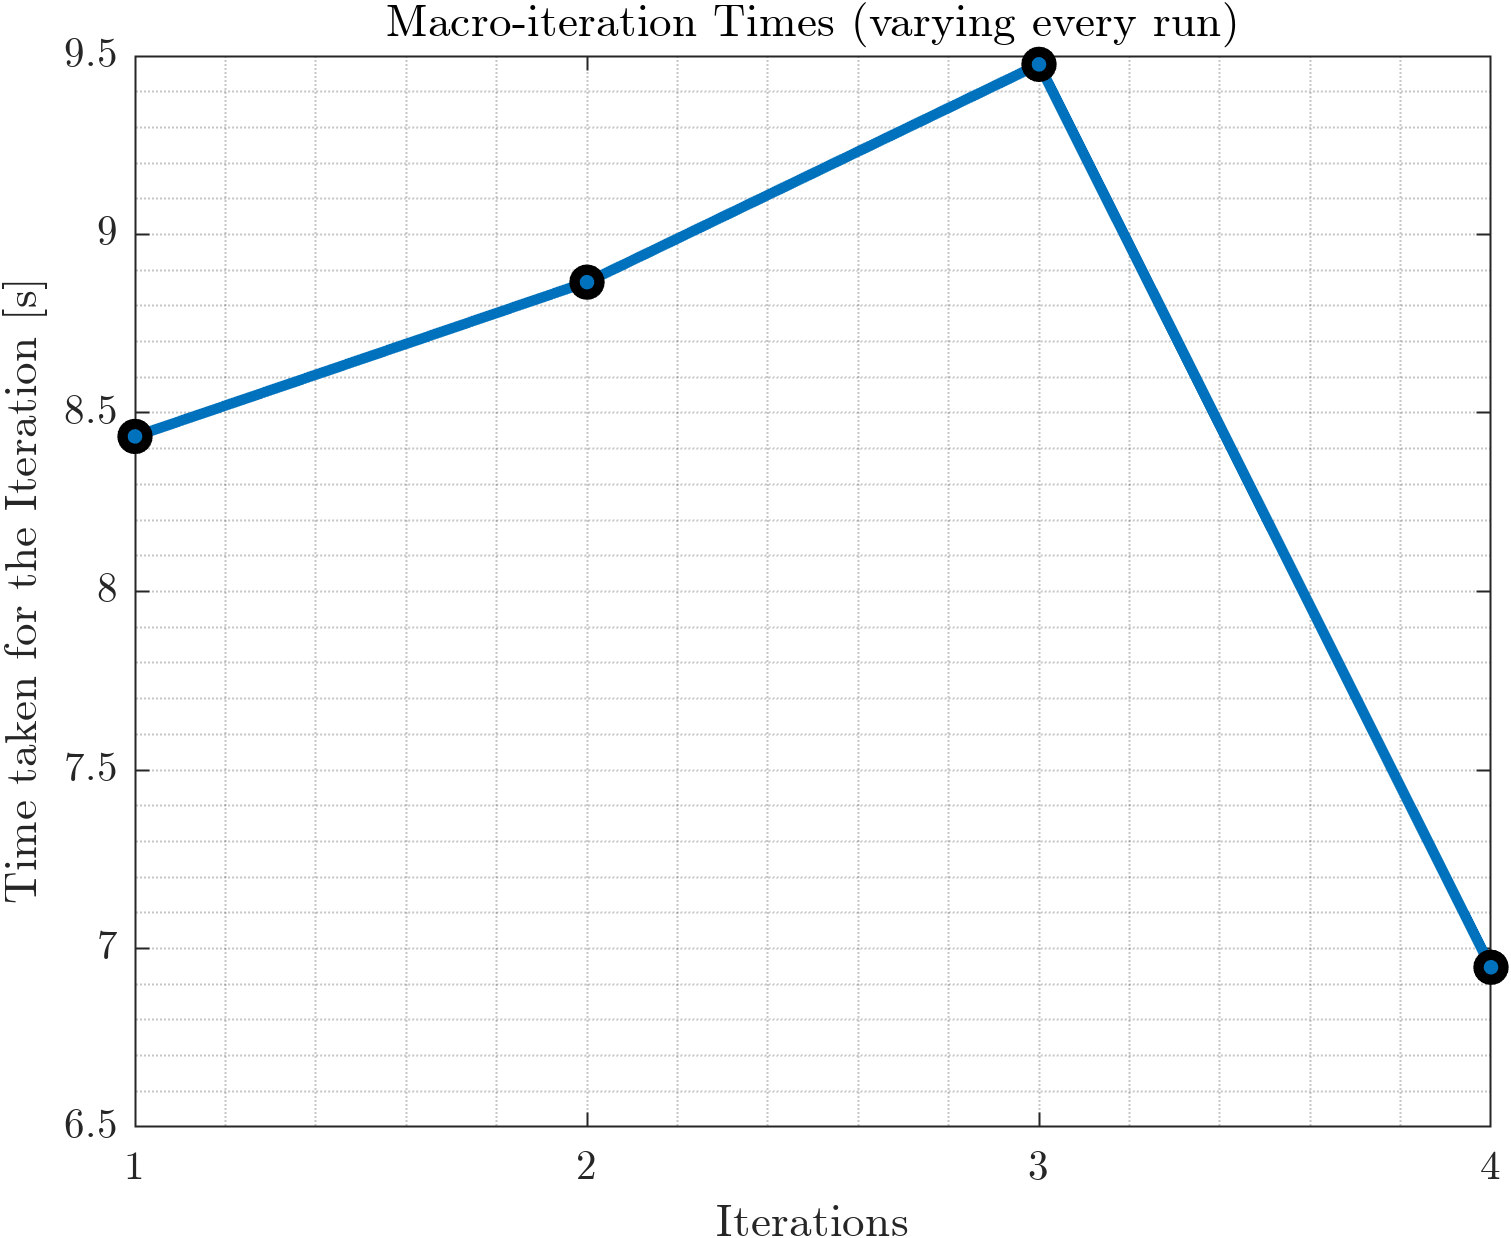 Macro-iteration Times (varying every run)
9.5
9
8.5
8
7.5
7
6.5
Time taken for the Iteration [s]
1 2 3 4
Iterations